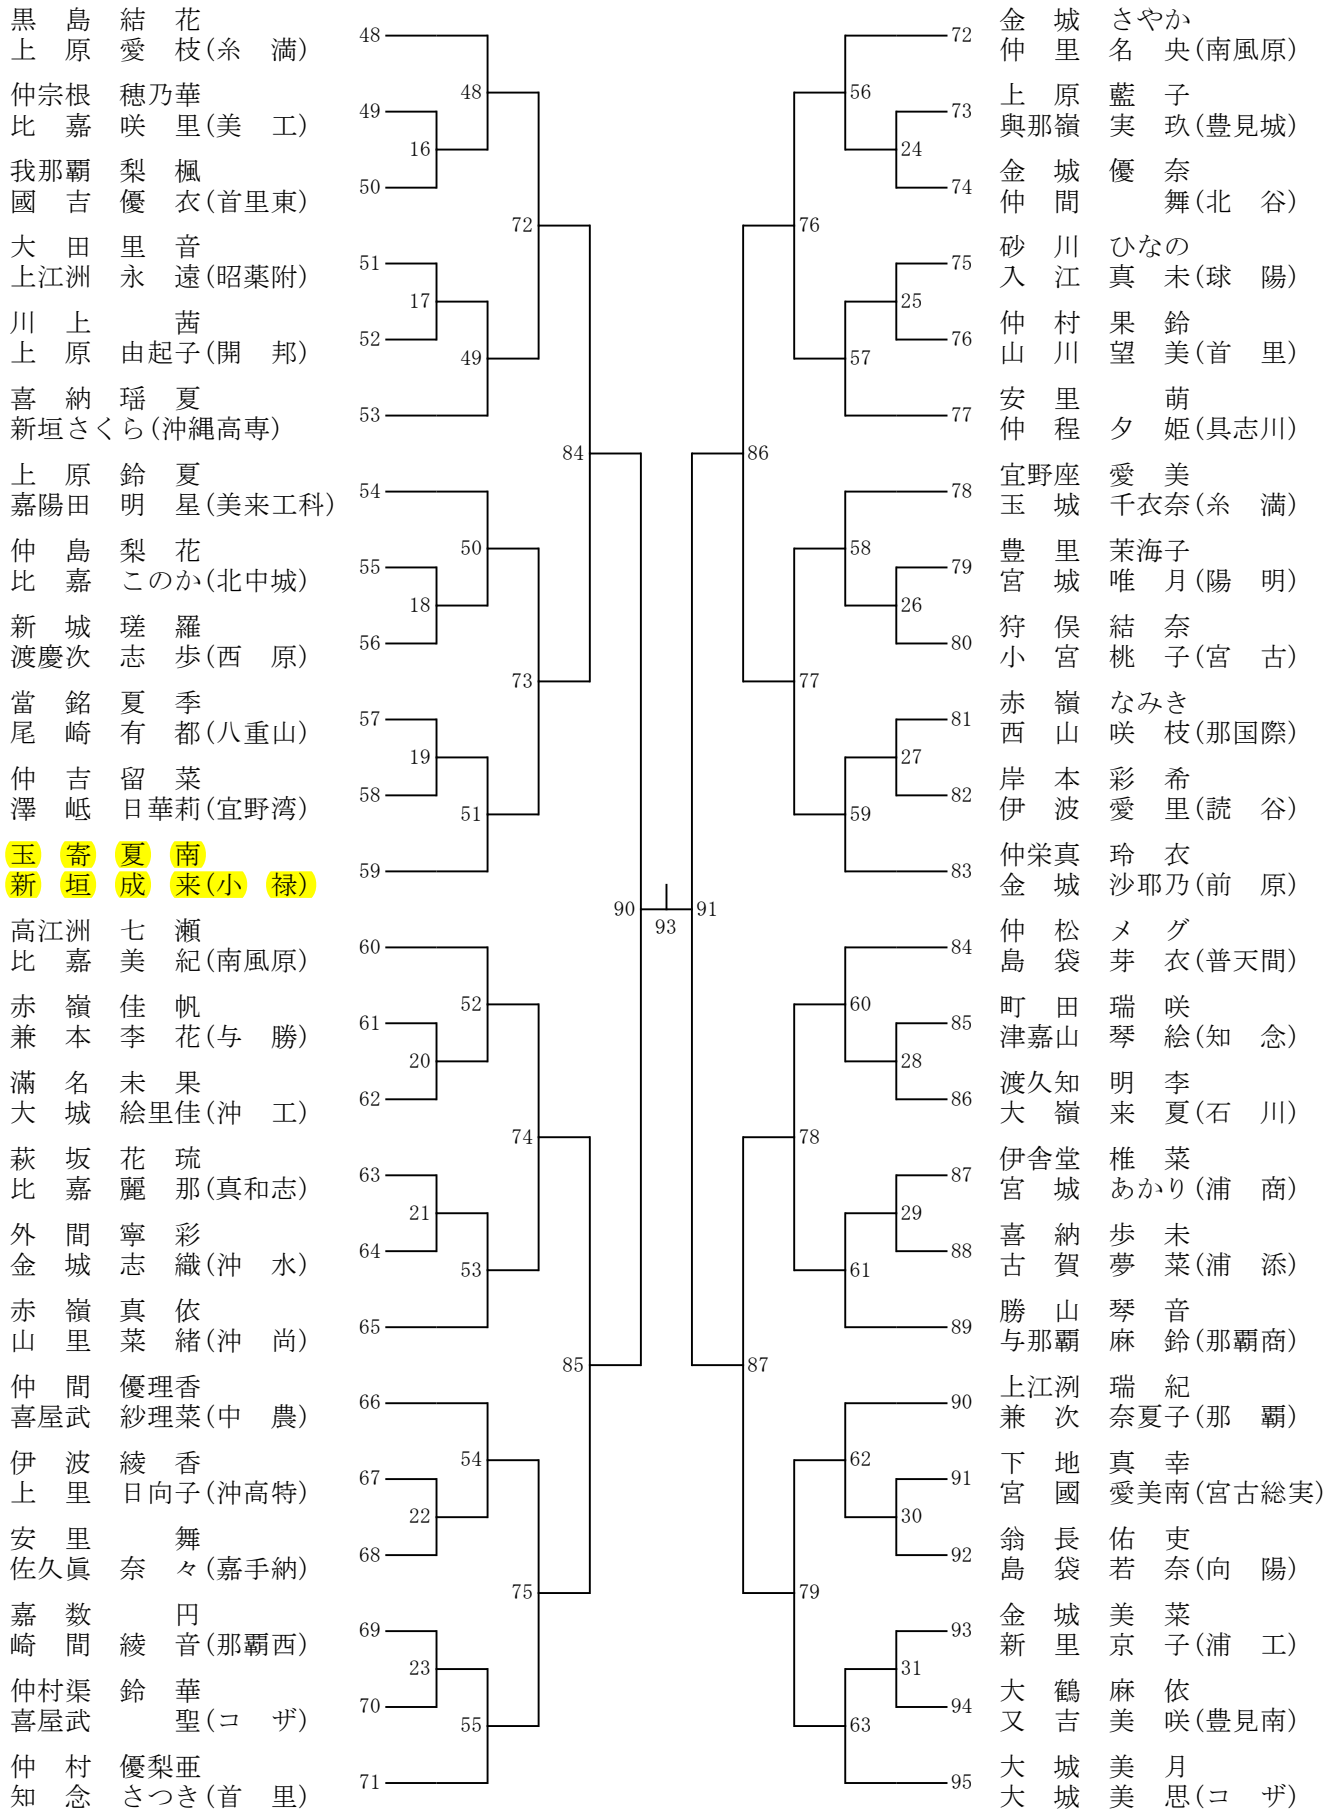 黒　島　結　花
上　原　愛　枝(糸　満)
48
仲宗根　穂乃華
比　嘉　咲　里(美　工)
49
我那覇　梨　楓
國　吉　優　衣(首里東)
50
大　田　里　音
上江洲　永　遠(昭薬附)
51
川　上　　　茜
上　原　由起子(開　邦)
52
喜　納　瑶　夏
新垣さくら(沖縄高専)
53
上　原　鈴　夏
嘉陽田　明　星(美来工科)
54
仲　島　梨　花
比　嘉　このか(北中城)
55
新　城　瑳　羅
渡慶次　志　歩(西　原)
56
當　銘　夏　季
尾　崎　有　都(八重山)
57
仲　吉　留　菜
澤　岻　日華莉(宜野湾)
58
玉　寄　夏　南
新　垣　成　来(小　禄)
59
高江洲　七　瀬
比　嘉　美　紀(南風原)
60
赤　嶺　佳　帆
兼　本　李　花(与　勝)
61
滿　名　未　果
大　城　絵里佳(沖　工)
62
萩　坂　花　琉
比　嘉　麗　那(真和志)
63
外　間　寧　彩
金　城　志　織(沖　水)
64
赤　嶺　真　依
山　里　菜　緒(沖　尚)
65
仲　間　優理香
喜屋武　紗理菜(中　農)
66
伊　波　綾　香
上　里　日向子(沖高特)
67
安　里　　　舞
佐久眞　奈　々(嘉手納)
68
嘉　数　　　円
崎　間　綾　音(那覇西)
69
仲村渠　鈴　華
喜屋武　　　聖(コ　ザ)
70
仲　村　優梨亜
知　念　さつき(首　里)
71
16
17
18
19
20
21
22
23
48
49
50
51
52
53
54
55
72
73
74
75
84
85
90
93
91
86
87
76
77
78
79
56
57
58
59
60
61
62
63
24
25
26
27
28
29
30
31
72
金　城　さやか
仲　里　名　央(南風原)
73
上　原　藍　子
與那嶺　実　玖(豊見城)
74
金　城　優　奈
仲　間　　　舞(北　谷)
75
砂　川　ひなの
入　江　真　未(球　陽)
76
仲　村　果　鈴
山　川　望　美(首　里)
77
安　里　　　萌
仲　程　夕　姫(具志川)
78
宜野座　愛　美
玉　城　千衣奈(糸　満)
79
豊　里　茉海子
宮　城　唯　月(陽　明)
80
狩　俣　結　奈
小　宮　桃　子(宮　古)
81
赤　嶺　なみき
西　山　咲　枝(那国際)
82
岸　本　彩　希
伊　波　愛　里(読　谷)
83
仲栄真　玲　衣
金　城　沙耶乃(前　原)
84
仲　松　メ　グ
島　袋　芽　衣(普天間)
85
町　田　瑞　咲
津嘉山　琴　絵(知　念)
86
渡久知　明　李
大　嶺　来　夏(石　川)
87
伊舎堂　椎　菜
宮　城　あかり(浦　商)
88
喜　納　歩　未
古　賀　夢　菜(浦　添)
89
勝　山　琴　音
与那覇　麻　鈴(那覇商)
90
上江洌　瑞　紀
兼　次　奈夏子(那　覇)
91
下　地　真　幸
宮　國　愛美南(宮古総実)
92
翁　長　佑　吏
島　袋　若　奈(向　陽)
93
金　城　美　菜
新　里　京　子(浦　工)
94
大　鶴　麻　依
又　吉　美　咲(豊見南)
95
大　城　美　月
大　城　美　思(コ　ザ)